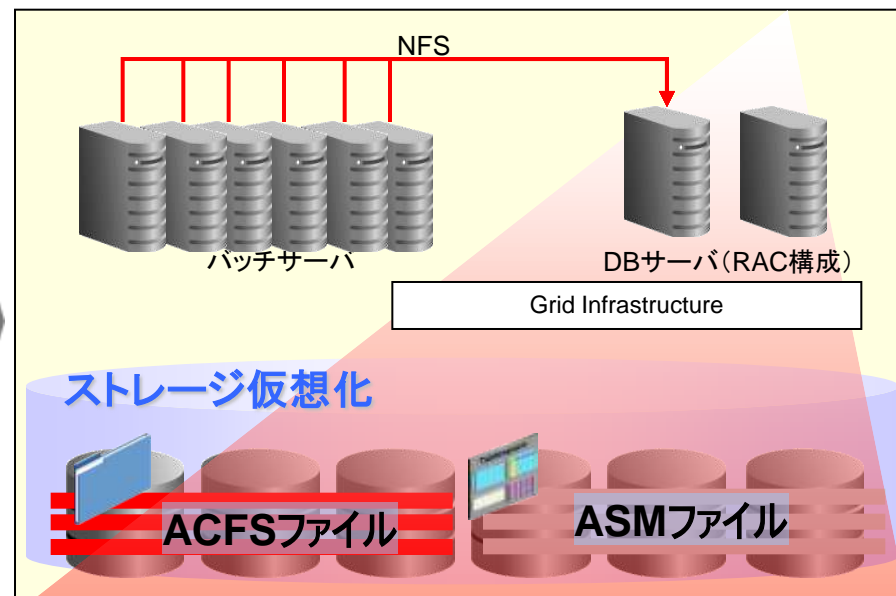 NFS
バッチサーバ
DBサーバ(RAC構成)
Grid Infrastructure
ストレージ仮想化
ACFSファイル
ASMファイル